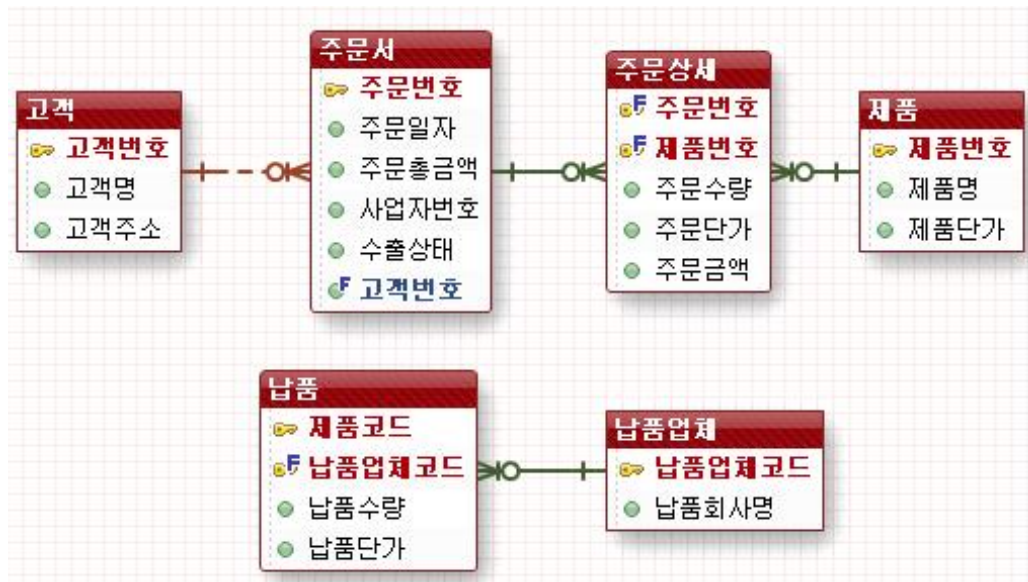 고객
고객번호
고객명
고객주소
주문서
주문번호
주문일자
주문총금액
사업자번호
수출상태
고객번호
주문상세
주문번호
제품번호
주문수량
주문단가
주문금액
제품
제품번호
제품명
제품단가
납품
제품코드
납품업체코드
납품수량
납품단가
납품업체
납품업체코드
납품회사명